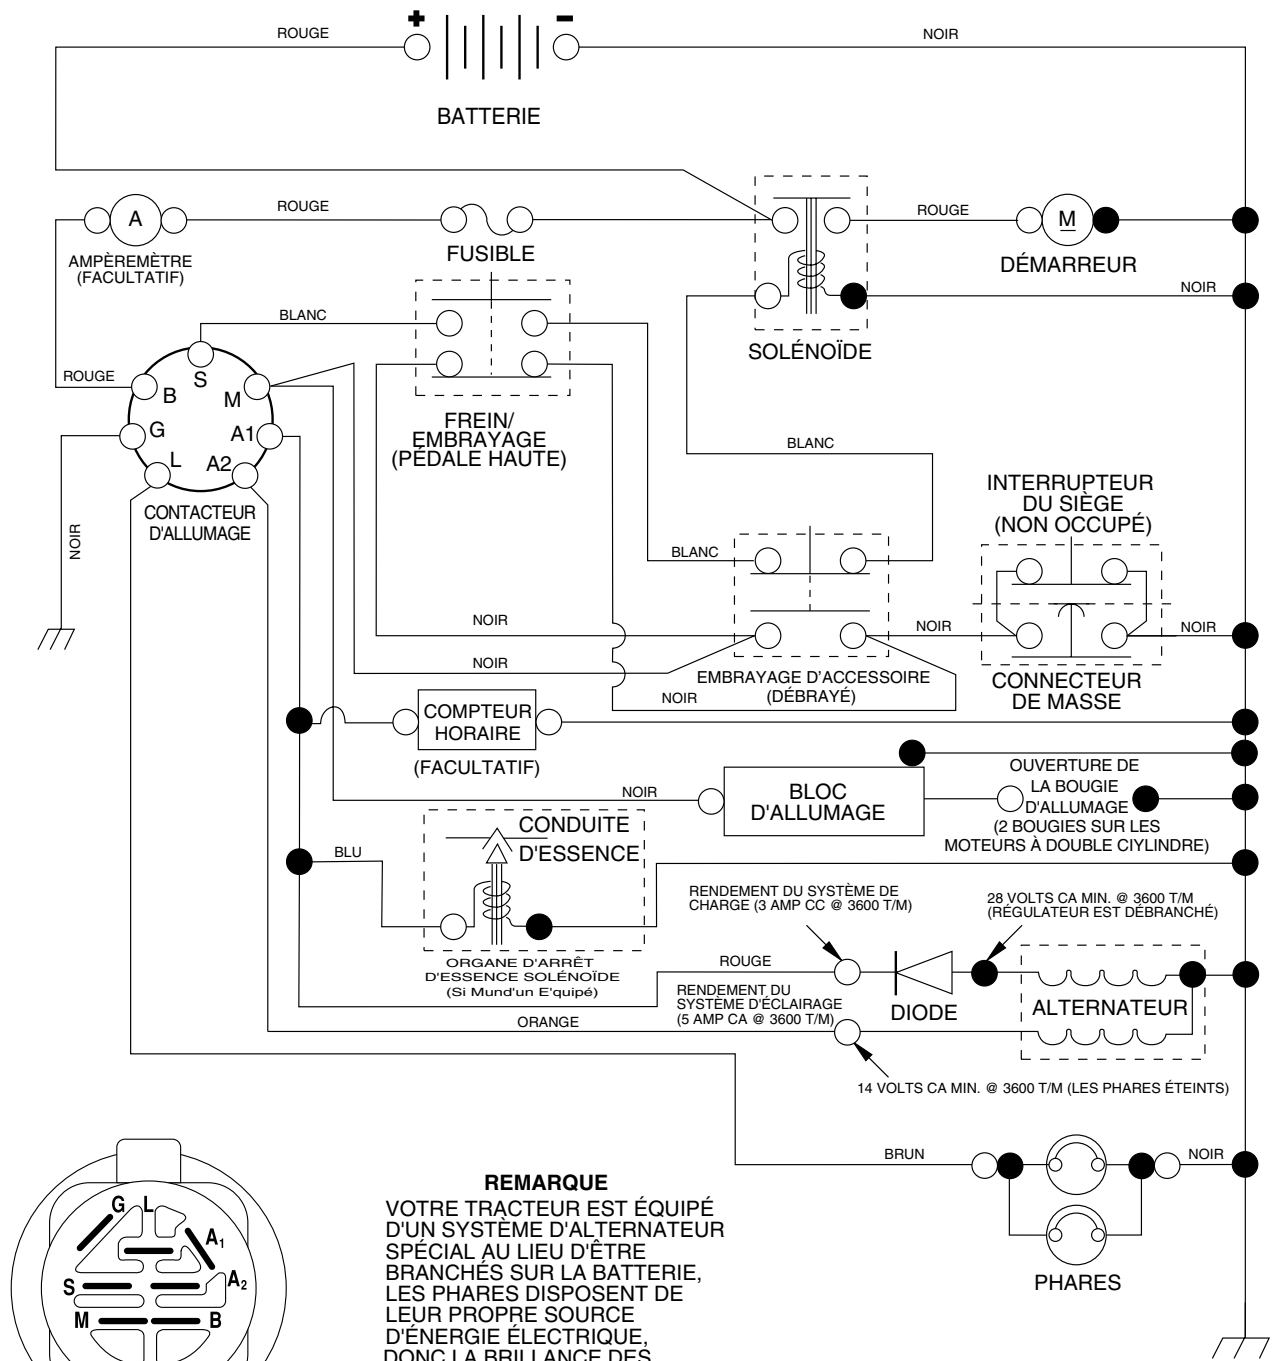 + –
ROUGE
NOIR
BATTERIE
A
ROUGE
ROUGE
M
AMPÈREMÈTRE
(FACULTATIF)
FUSIBLE
DÉMARREUR
NOIR
BLANC
SOLÉNOÏDE
ROUGE
S
B
M
G
A1
L
A2
FREIN/
EMBRAYAGE
(PÉDALE HAUTE)
BLANC
CONTACTEUR
D'ALLUMAGE
NOIR
INTERRUPTEUR
DU SIÈGE
(NON OCCUPÉ)
BLANC
NOIR
NOIR
NOIR
NOIR
NOIR
EMBRAYAGE D'ACCESSOIRE
(DÉBRAYÉ)
CONNECTEUR
DE MASSE
COMPTEUR
HORAIRE
(FACULTATIF)
NOIR
BLOC
D'ALLUMAGE
OUVERTURE DE
LA BOUGIE
D'ALLUMAGE
(2 BOUGIES SUR LES
MOTEURS À DOUBLE CIYLINDRE)
CONDUITE
D'ESSENCE
BLU
RENDEMENT DU SYSTÈME DE
CHARGE (3 AMP CC @ 3600 T/M)
28 VOLTS CA MIN. @ 3600 T/M
(RÉGULATEUR EST DÉBRANCHÉ)
ORGANE D'ARRÊT
D'ESSENCE SOLÉNOÏDE
(Si Mund'un E'quipé)
ROUGE
RENDEMENT DU
SYSTÈME D'ÉCLAIRAGE
(5 AMP CA @ 3600 T/M)
DIODE
ALTERNATEUR
ORANGE
14 VOLTS CA MIN. @ 3600 T/M (LES PHARES ÉTEINTS)
BRUN
NOIR
PHARES
G L
A1
S
A2
M
B
REMARQUE
VOTRE TRACTEUR EST ÉQUIPÉ
D'UN SYSTÈME D'ALTERNATEUR
SPÉCIAL AU LIEU D'ÊTRE
BRANCHÉS SUR LA BATTERIE,
LES PHARES DISPOSENT DE
LEUR PROPRE SOURCE
D'ÉNERGIE ÉLECTRIQUE,
DONC LA BRILLANCE DES